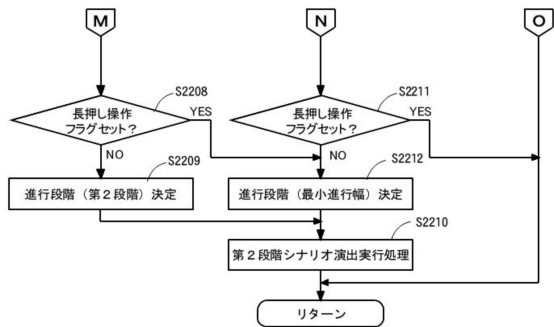 M
N
O
S2208
長押し操作
フラグセット?
YES
NO
S2211
長押し操作
フラグセット?
YES
NO
S2209
進行段階(第2段階)決定
S2212
進行段階(最小進行幅)決定
S2210
第2段階シナリオ演出実行処理
リターン